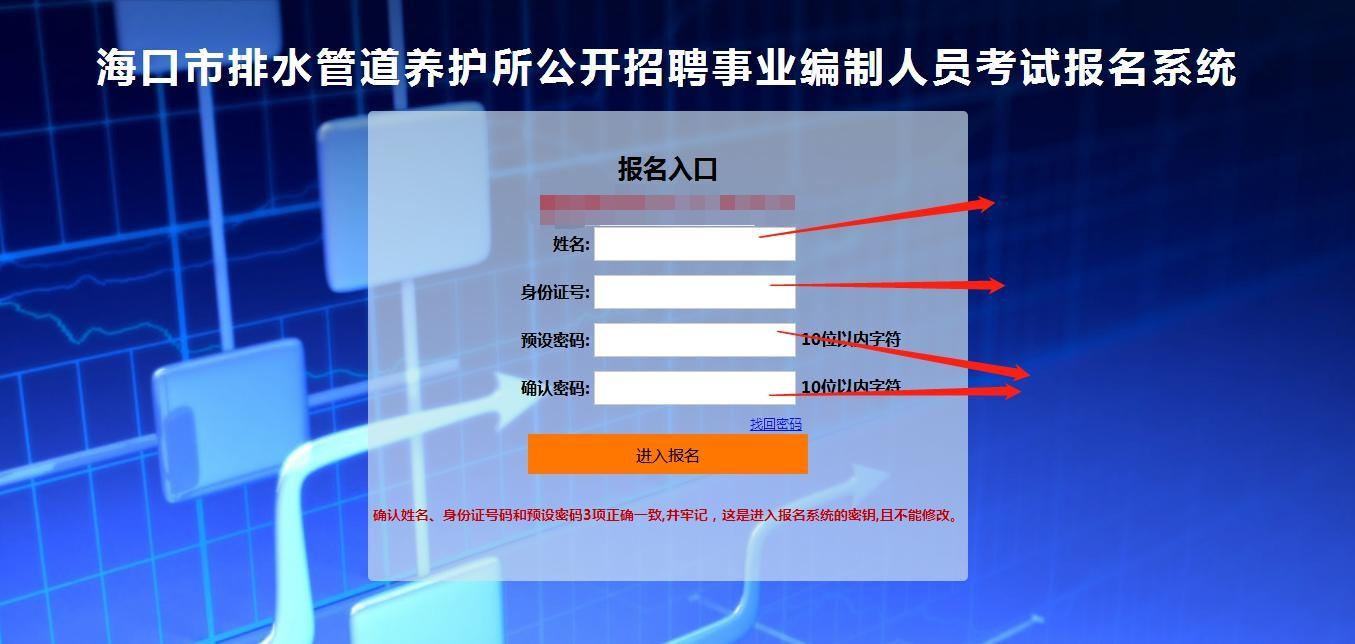 海口市排水管道养护所公开招聘事业编制人员考试报名系统
报名入口
姓名:
身份证号:
预设密码: 10位以内字符
确认密码: 10位以内字符
找回密码
进入报名
确认姓名、身份证号码和预设密码3项正确一致,并牢记，这是进入报名系统的密钥,且不能修改。